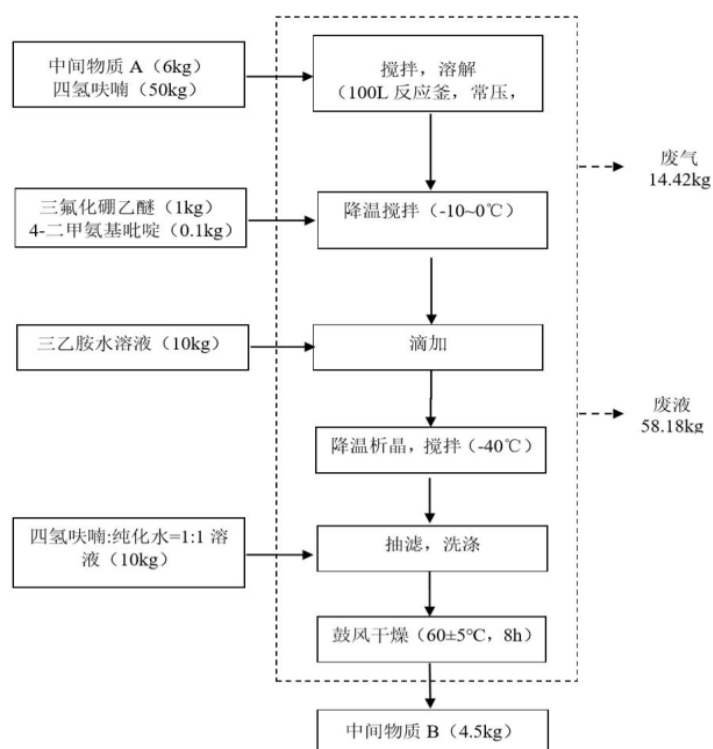 中间物质 A（6kg）
四氢呋喃（50kg）
搅拌，溶解
（100L 反应釜，常压，
废气
14.42kg
三氟化硼乙醚（1kg）
4-二甲氨基吡啶（0.1kg）
降温搅拌（-10~0℃）
三乙胺水溶液（10kg）
滴加
废液
58.18kg
降温析晶，搅拌（-40℃）
四氢呋喃:纯化水=1:1 溶
液（10kg）
抽滤，洗涤
鼓风干燥（60±5℃，8h）
中间物质 B（4.5kg）